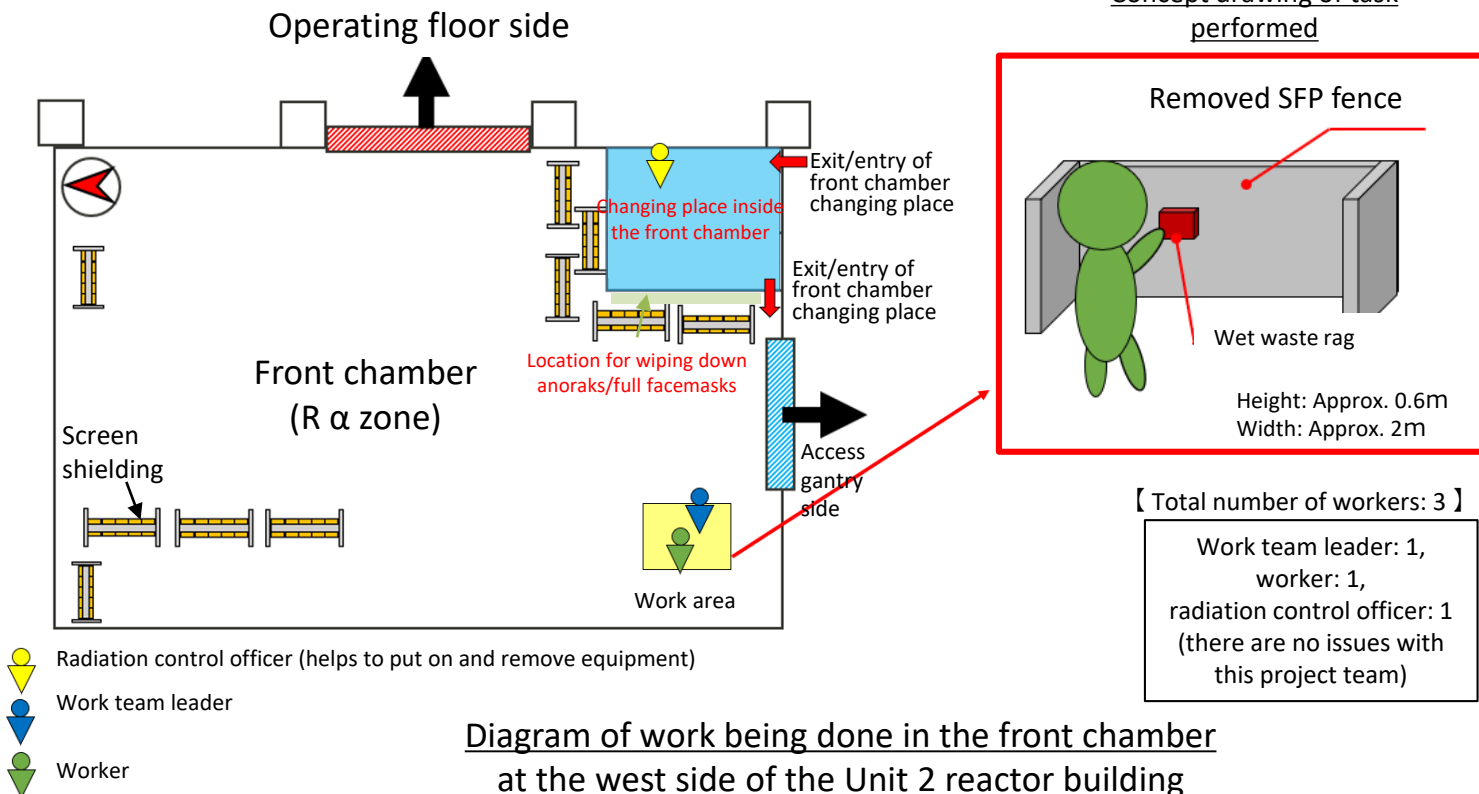 Operating floor side
Concept drawing of task
performed
Removed SFP fence
Exit/entry of
front chamber
changing place
Changing place inside
the front chamber
Exit/entry of
front chamber
changing place
Wet waste rag
Location for wiping down
anoraks/full facemasks
Front chamber
(R α zone)
Height: Approx. 0.6m
Width: Approx. 2m
Screen
shielding
Access
gantry
side
【 Total number of workers: 3 】
Work team leader: 1,
worker: 1,
radiation control officer: 1
(there are no issues with
this project team)
Work area
Radiation control officer (helps to put on and remove equipment)
Work team leader
Worker
Diagram of work being done in the front chamber
at the west side of the Unit 2 reactor building